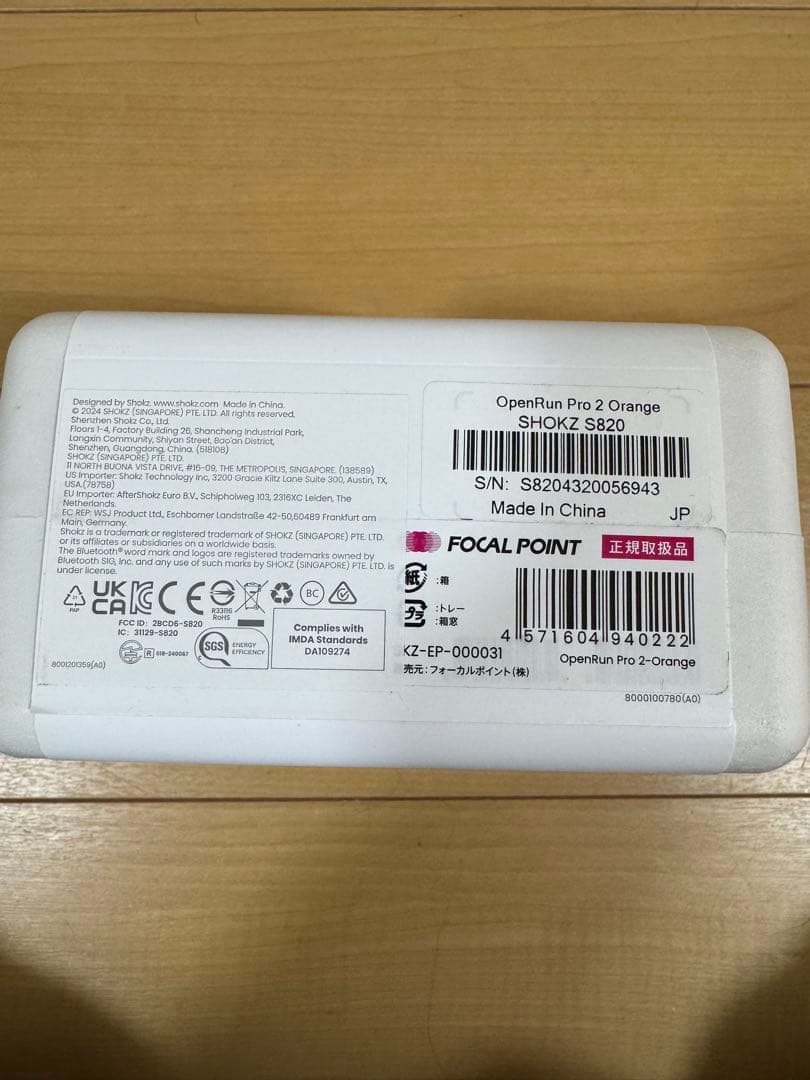 Designed by Shokz. www.shokz.com Made in China.
© 2024 SHOKZ (SINGAPORE) PTE. LTD. All rights reserved.
Shenzhen Shokz Co., Ltd.
Floors 1-4, Factory Building 26, Shancheng Industrial Park,
Langxin Community, Shiyan Street, Bao'an District,
Shenzhen, Guangdong, China. (518108)
SHOKZ (SINGAPORE) PTE. LTD.
11 NORTH BUONA VISTA DRIVE, #16-09, THE METROPOLIS, SINGAPORE. (138589)
US Importer: Shokz Technology Inc, 3200 Gracie Kiltz Lane Suite 300, Austin, TX,
USA.(78758)
EU Importer: AfterShokz Euro B.V., Schipholweg 103, 2316XC Leiden, The
Netherlands.
EC REP: WSJ Product Ltd., Eschborner Landstraße 42-50,60489 Frankfurt am
Main, Germany.
Shokz is a trademark or registered trademark of SHOKZ (SINGAPORE) PTE. LTD.
or its affiliates or subsidiaries on a worldwide basis.
The Bluetooth® word mark and logos are registered trademarks owned by
Bluetooth SIG, Inc. and any use of such marks by SHOKZ (SINGAPORE) PTE. LTD. is
under license.
21
PAP
UK
CA
CE
R33116
RoHS
BC
FCC ID: 2BCD6-S820
IC: 31129-S820
R 018-240067
SGS ENERGY
EFFICIENCY
Complies with
IMDA Standards
DA109274
8001201359(A0)
OpenRun Pro 2 Orange
SHOKZ S820
S/N: S8204320056943
Made In China JP
FOCAL POINT 正規取扱品
紙 :箱
プラ :トレー
:箱窓
4 571604 940222
KZ-EP-000031
OpenRun Pro 2-Orange
売元:フォーカルポイント(株)
8000100780(A0)